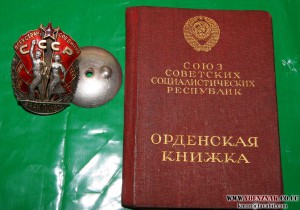 СССР
СОЮЗ
СОВЕТСКИХ
СОЦИАЛИСТИЧЕСКИХ
РЕСПУБЛИК
ОРДЕНСКАЯ
КНИЖКА